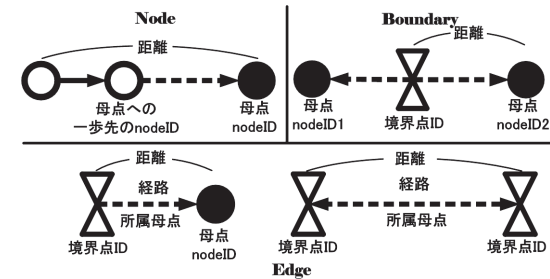 Node
距離
母点への
一歩先のnodeID
母点
nodeID
Boundary
距離
母点
nodeID1
境界点ID
母点
nodeID2
距離
経路
所属母点
境界点ID
母点
nodeID
距離
経路
所属母点
境界点ID
境界点ID
Edge